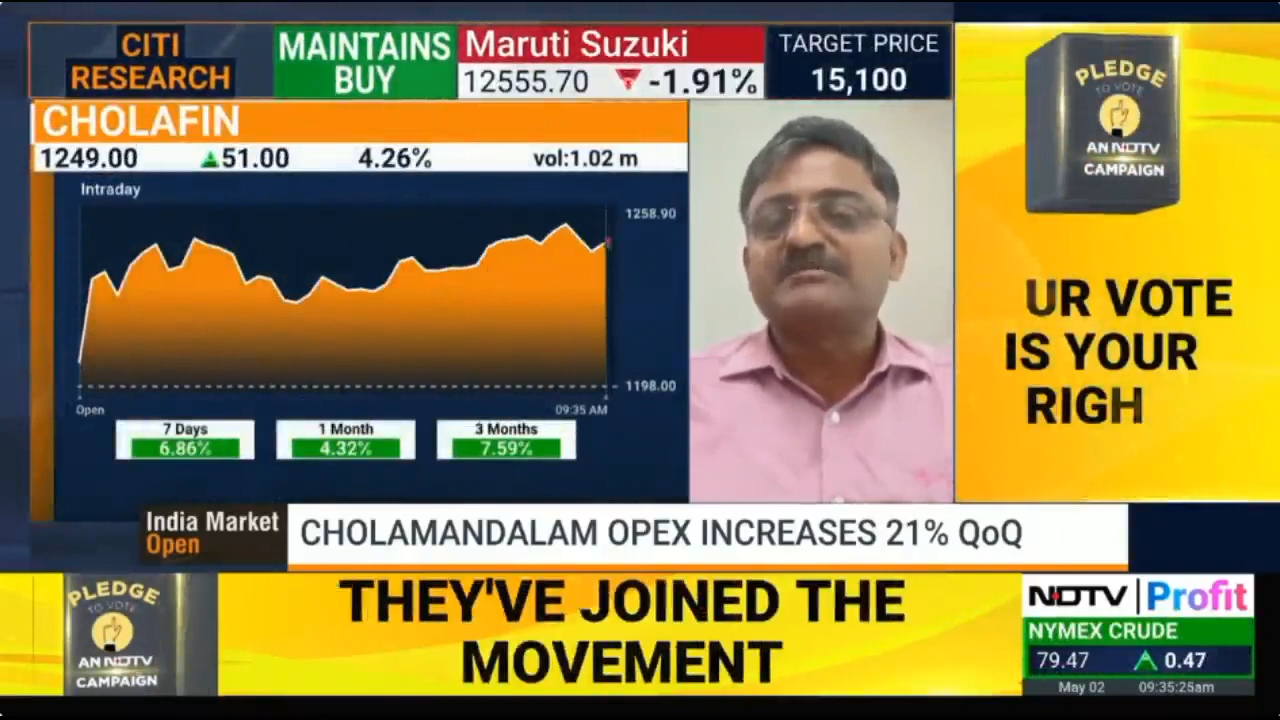 CITI
RESEARCH
MAINTAINS
BUY
Maruti Suzuki
12555.70 -1.91%
TARGET PRICE
15,100
CHOLAFIN
1249.00 51.00 4.26% vol:1.02 m
Intraday
1258.90
1198.00
Open 09:35 AM
7 Days
6.86%
1 Month
4.32%
3 Months
7.59%
PLEDGE
TO VOTE
AN NDTV
CAMPAIGN
UR VOTE
IS YOUR
RIGH
India Market
Open
CHOLAMANDALAM OPEX INCREASES 21% QoQ
PLEDGE
TO VOTE
AN NDTV
CAMPAIGN
THEY'VE JOINED THE
MOVEMENT
NDTV Profit
NYMEX CRUDE
79.47 0.47
May 02 09:35:25am